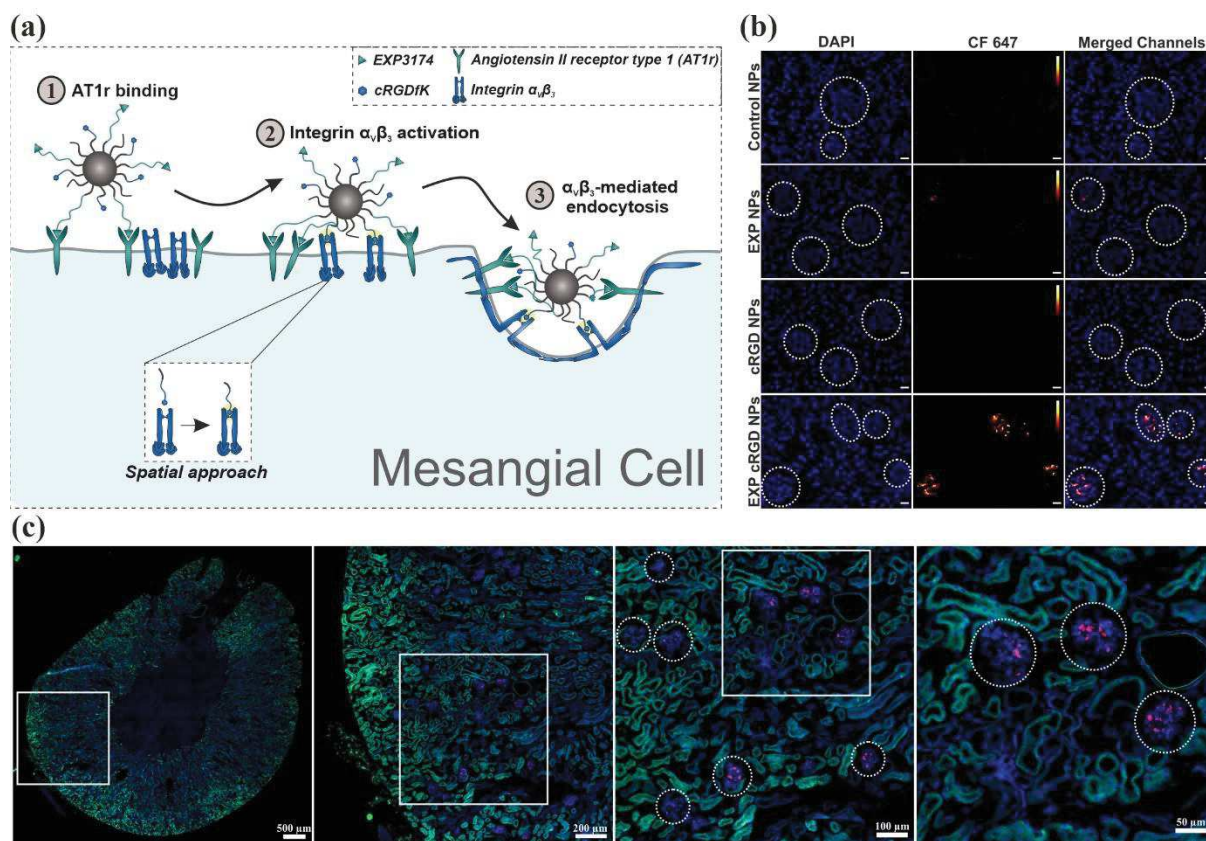 (a)
EXP3174
Angiotensin II receptor type 1 (AT1r)
cRGDfK
Integrin αvβ3
1 AT1r binding
2 Integrin αvβ3 activation
3 αvβ3-mediated
endocytosis
Spatial approach
Mesangial Cell
(b)
DAPI
CF 647
Merged Channels
Control NPs
EXP NPs
cRGD NPs
EXP cRGD NPs
(c)
500 µm
200 µm
100 µm
50 µm